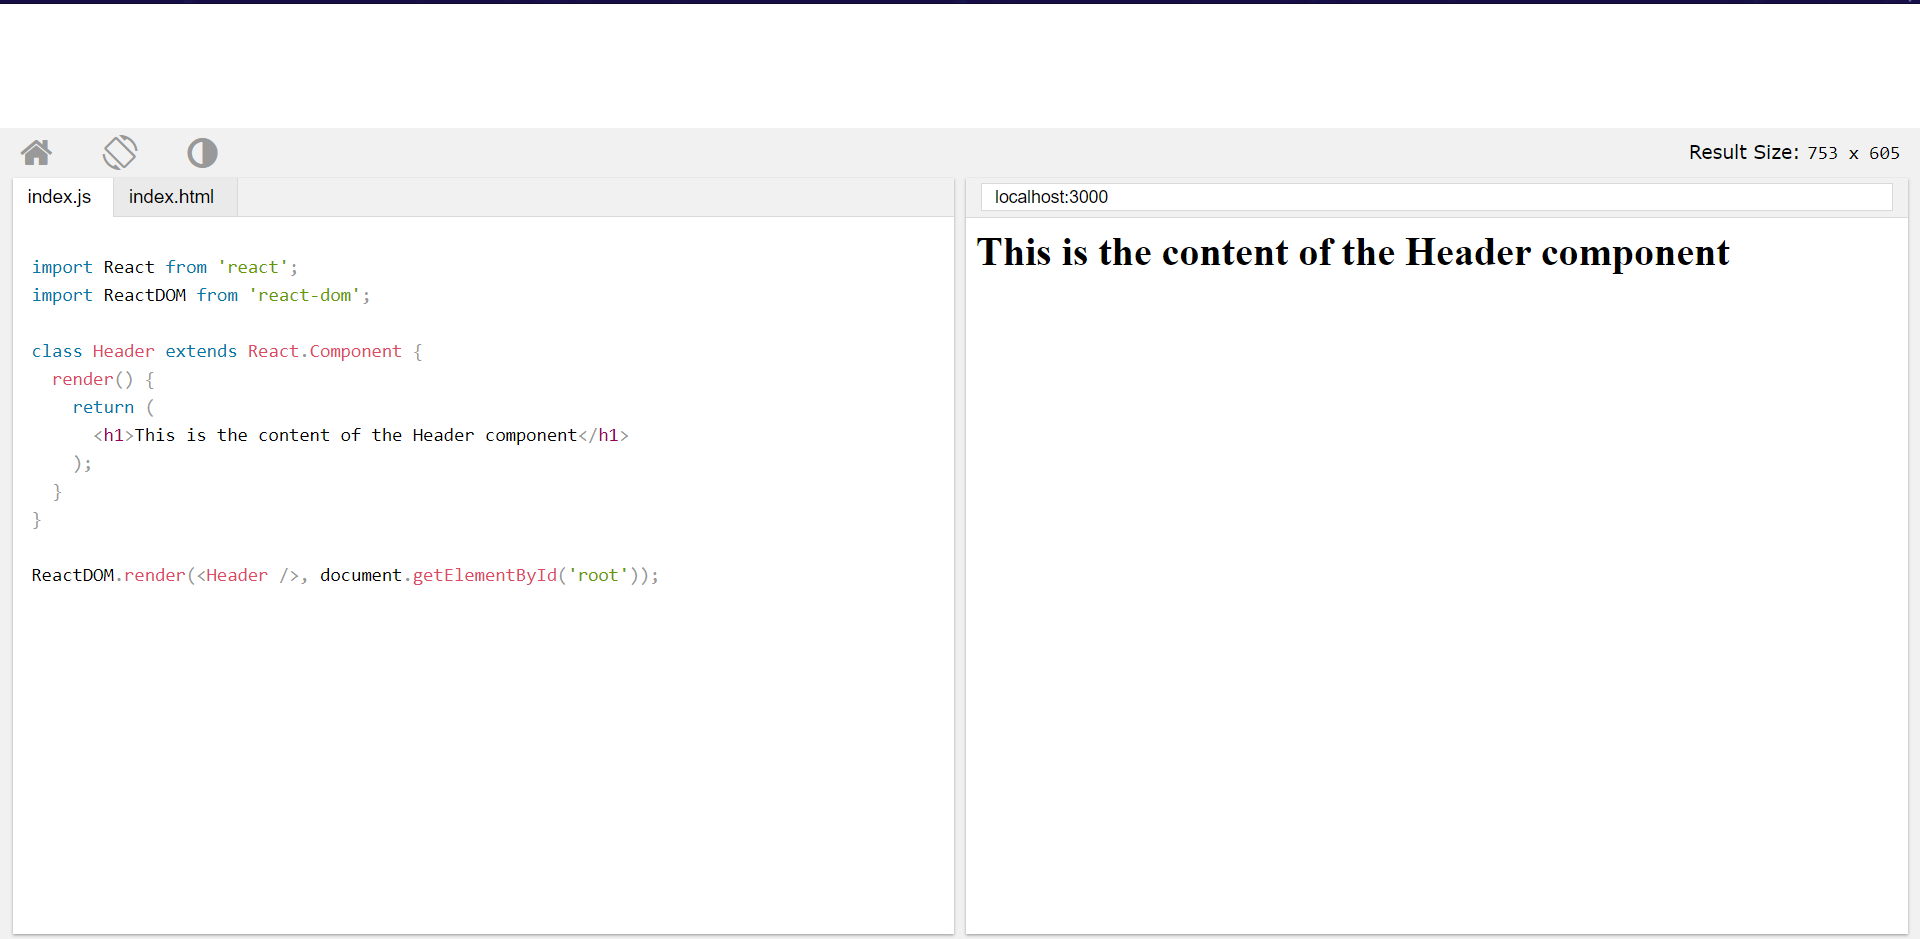 Result Size: 753 x 605
index.js
index.html
import React from 'react';
import ReactDOM from 'react-dom';
class Header extends React.Component {
  render() {
    return (
      <h1>This is the content of the Header component</h1>
    );
  }
}
ReactDOM.render(<Header />, document.getElementById('root'));
localhost:3000
This is the content of the Header component